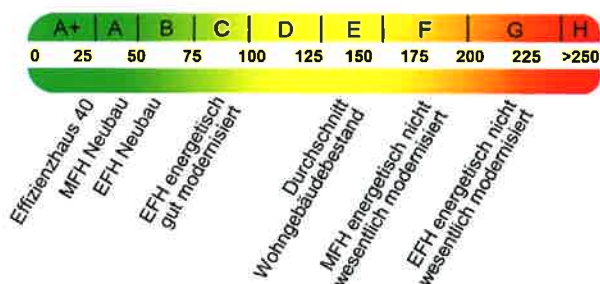 A+ A B C D E F G H
0 25 50 75 100 125 150 175 200 225 >250
Effizienzhaus 40
MFH Neubau
EFH Neubau
EFH energetisch
gut modernisiert
Durchschnitt
Wohngebäudebestand
MFH energetisch nicht
wesentlich modernisiert
EFH energetisch nicht
wesentlich modernisiert